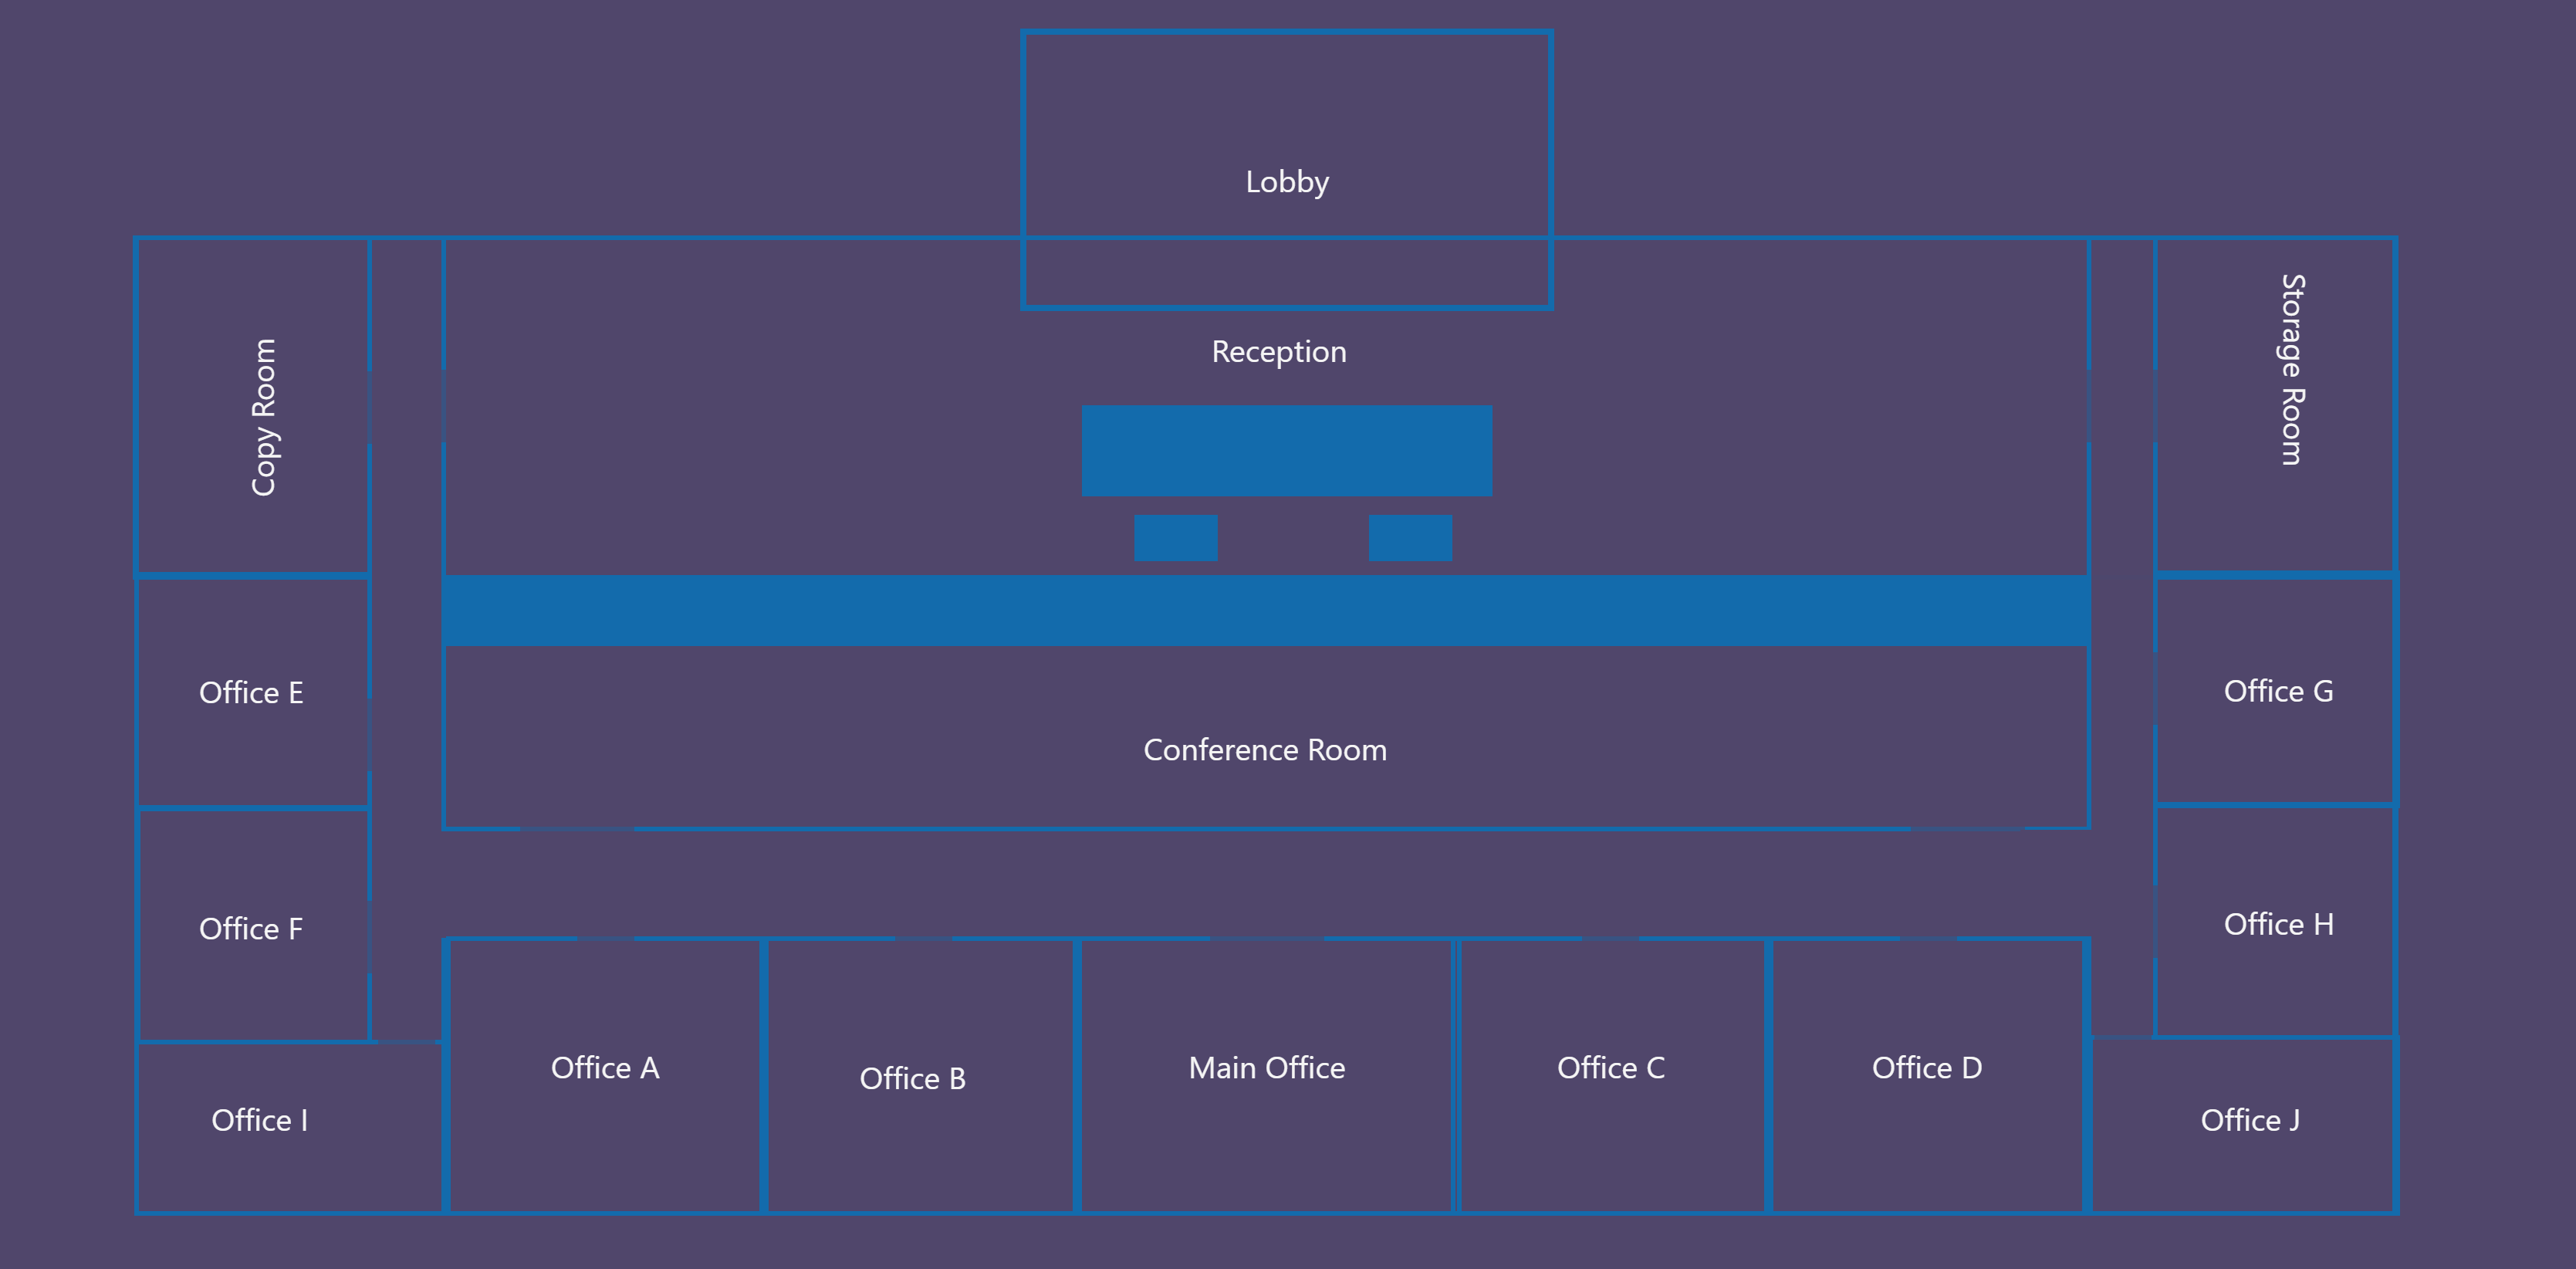 Lobby
Reception
Copy Room
Storage Room
Office E
Office G
Conference Room
Office F
Office H
Office A
Office B
Main Office
Office C
Office D
Office I
Office J